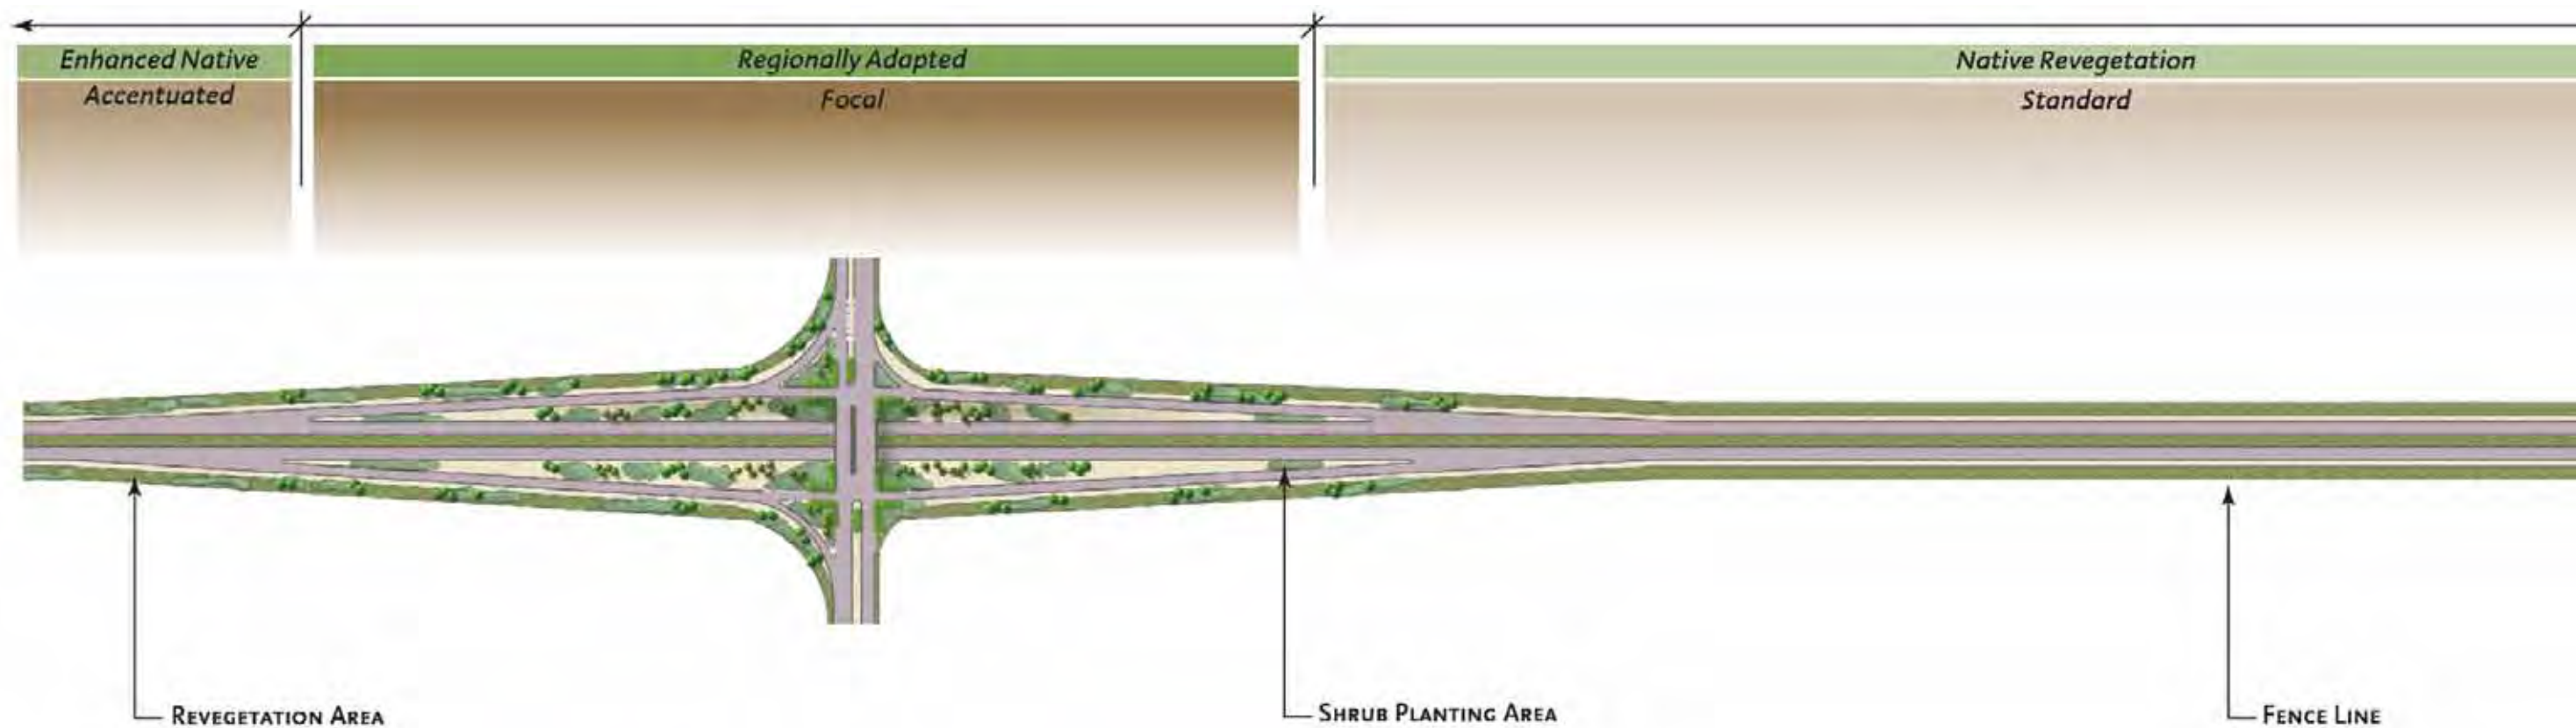 Enhanced Native
Regionally Adapted
Native Revegetation
Accentuated
Focal
Standard
REVEGETATION AREA
SHRUB PLANTING AREA
FENCE LINE